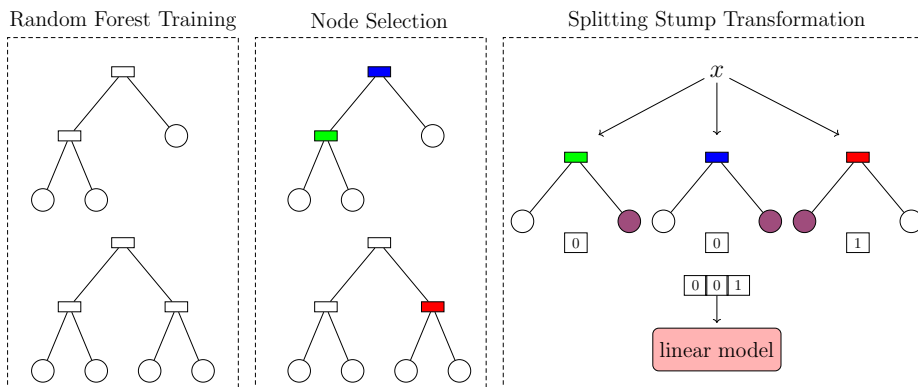 Random Forest Training
Node Selection
Splitting Stump Transformation
x
0
0
1
0 0 1
linear model